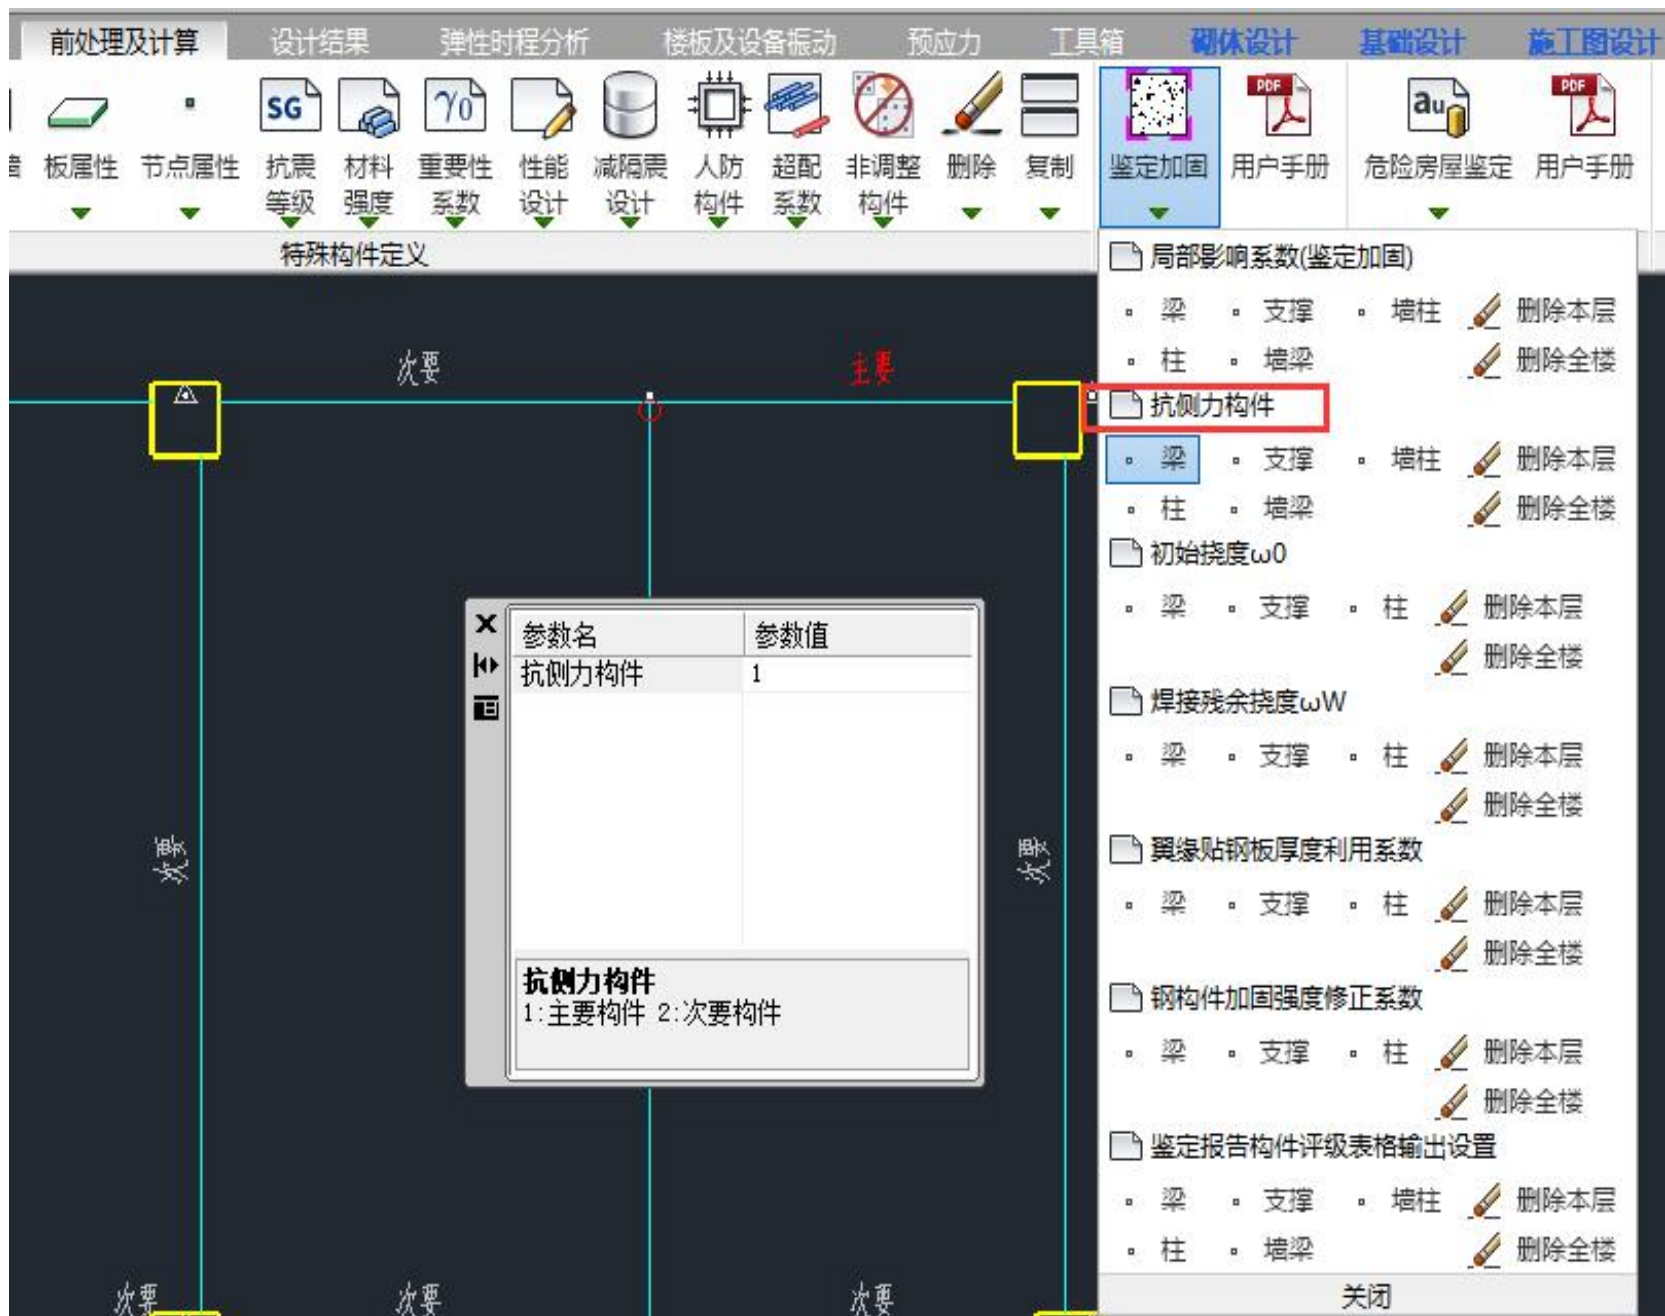 前处理及计算 设计结果 弹性时程分析 楼板及设备振动 预应力 工具箱 砌体设计 基础设计 施工图设计
SG γ0 PDF au PDF
板属性 节点属性 抗震等级 材料强度 重要性系数 性能设计 减隔震设计 人防构件 超配系数 非调整构件 删除 复制 鉴定加固 用户手册 危险房屋鉴定 用户手册
特殊构件定义
局部影响系数(鉴定加固)
梁 支撑 墙柱 删除本层
柱 墙梁 删除全楼
抗侧力构件
梁 支撑 墙柱 删除本层
柱 墙梁 删除全楼
初始挠度ω0
梁 支撑 柱 删除本层
删除全楼
焊接残余挠度ωW
梁 支撑 柱 删除本层
删除全楼
翼缘贴钢板厚度利用系数
梁 支撑 柱 删除本层
删除全楼
钢构件加固强度修正系数
梁 支撑 柱 删除本层
删除全楼
鉴定报告构件评级表格输出设置
梁 支撑 墙柱 删除本层
柱 墙梁 删除全楼
关闭
次要 主要
参数名 参数值
抗侧力构件 1
抗侧力构件
1:主要构件 2:次要构件
次要 次要
次要 次要 次要